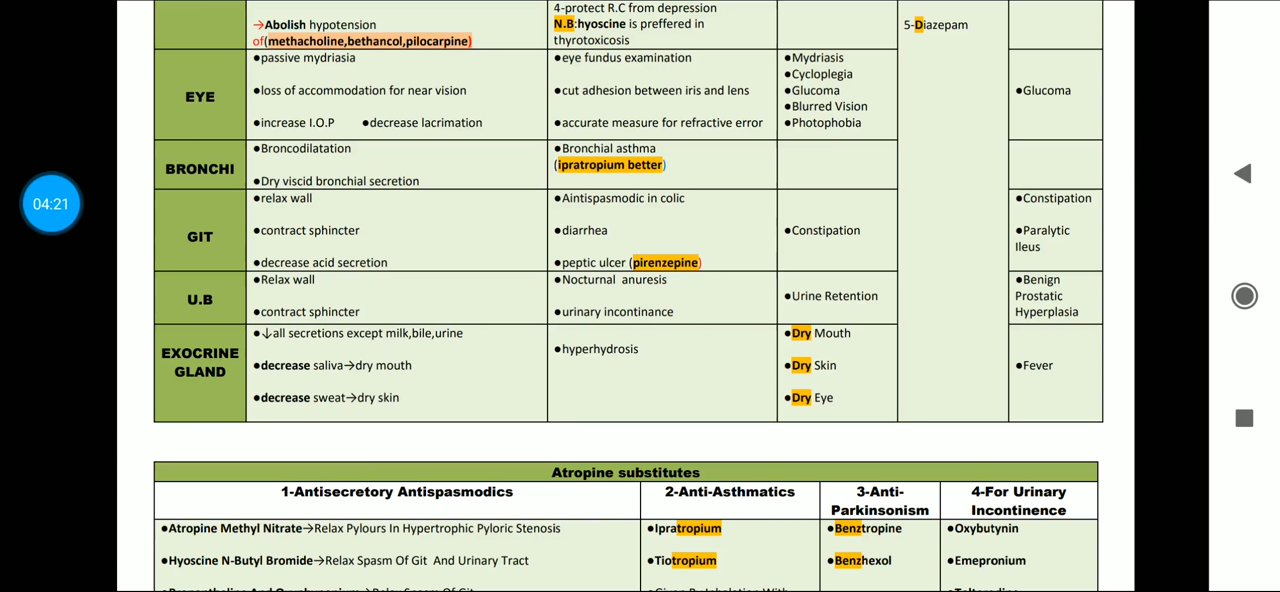 →Abolish hypotension
of(methacholine,bethancol,pilocarpine)
4-protect R.C from depression
N.B:hyoscine is preffered in
thyrotoxicosis
5-Diazepam
EYE
●passive mydriasia
●loss of accommodation for near vision
●increase I.O.P ●decrease lacrimation
●eye fundus examination
●cut adhesion between iris and lens
●accurate measure for refractive error
●Mydriasis
●Cycloplegia
●Glucoma
●Blurred Vision
●Photophobia
●Glucoma
BRONCHI
●Broncodilatation
●Dry viscid bronchial secretion
●Bronchial asthma
(ipratropium better)
GIT
●relax wall
●contract sphincter
●decrease acid secretion
●Aintispasmodic in colic
●diarrhea
●peptic ulcer (pirenzepine)
●Constipation
●Constipation
●Paralytic
Ileus
U.B
●Relax wall
●contract sphincter
●Nocturnal anuresis
●urinary incontinance
●Urine Retention
●Benign
Prostatic
Hyperplasia
EXOCRINE
GLAND
●↓all secretions except milk,bile,urine
●decrease saliva→dry mouth
●decrease sweat→dry skin
●hyperhydrosis
●Dry Mouth
●Dry Skin
●Dry Eye
●Fever
04:21
Atropine substitutes
1-Antisecretory Antispasmodics
2-Anti-Asthmatics
3-Anti-
Parkinsonism
4-For Urinary
Incontinence
●Atropine Methyl Nitrate→Relax Pylours In Hypertrophic Pyloric Stenosis
●Hyoscine N-Butyl Bromide→Relax Spasm Of Git And Urinary Tract
●Ipratropium
●Tiotropium
●Benztropine
●Benzhexol
●Oxybutynin
●Emepronium